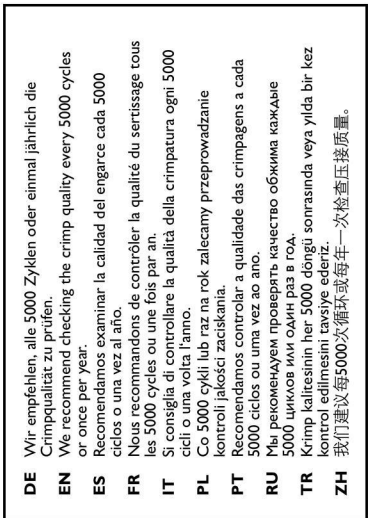 DE Wir empfehlen, alle 5000 Zyklen oder einmal jährlich die
Crimpqualität zu prüfen.
EN We recommend checking the crimp quality every 5000 cycles
or once per year.
ES Recomendamos examinar la calidad del engarce cada 5000
ciclos o una vez al año.
FR Nous recommandons de contrôler la qualité du sertissage tous
les 5000 cycles ou une fois par an.
IT Si consiglia di controllare la qualità della crimpatura ogni 5000
cicli o una volta l'anno.
PL Co 5000 cykli lub raz na rok zalecamy przeprowadzanie
kontroli jakości zaciskania.
PT Recomendamos controlar a qualidade das crimpagens a cada
5000 ciclos ou uma vez ao ano.
RU Мы рекомендуем проверять качество обжима каждые
5000 циклов или один раз в год.
TR Krimp kalitesinin her 5000 döngü sonrasında veya yılda bir kez
kontrol edilmesini tavsiye ederiz.
ZH 我们建议每5000次循环或每年一次检查压接质量。